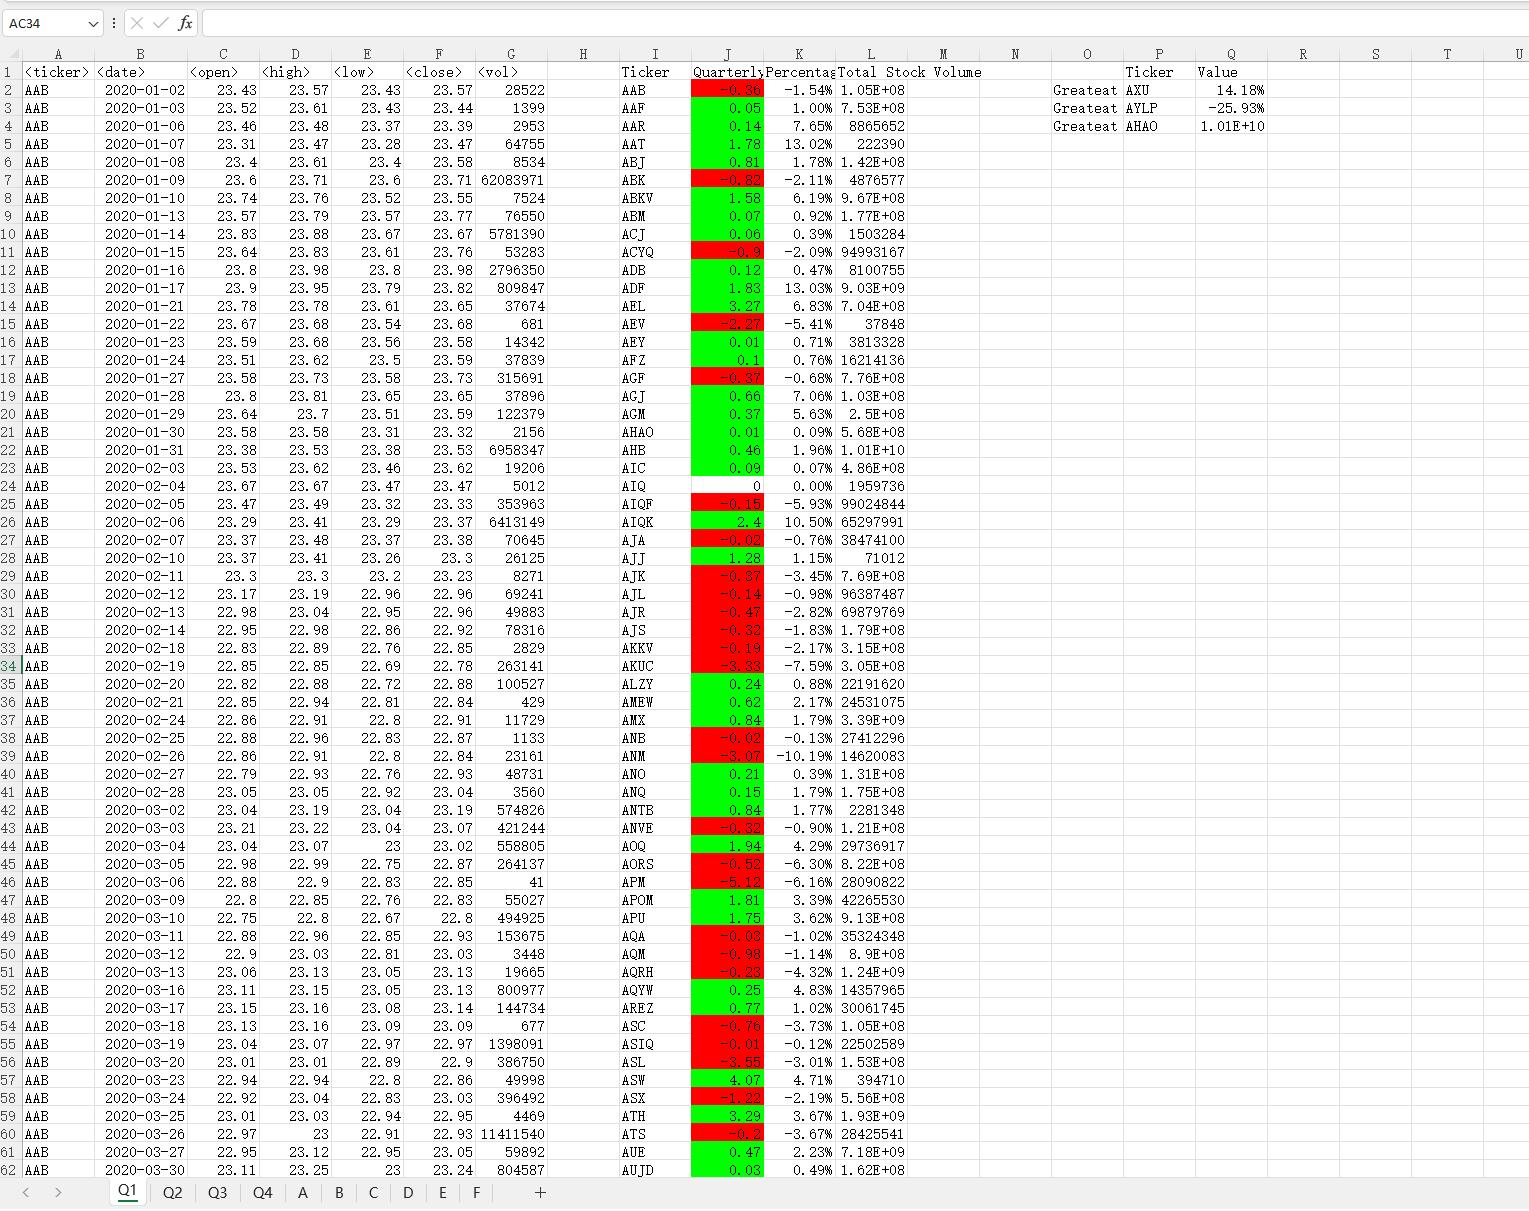 AC34 fx
A B C D E F G H I J K L M N O P Q R S T U
1 <ticker> <date> <open> <high> <low> <close> <vol> Ticker Quarterly Percentag Total Stock Volume Ticker Value
2 AAB 2020-01-02 23.43 23.57 23.43 23.57 28522 AAB -0.36 -1.54% 1.05E+08 Greateat AXU 14.18%
3 AAB 2020-01-03 23.52 23.61 23.43 23.44 1399 AAF 0.05 1.00% 7.53E+08 Greateat AYLP -25.93%
4 AAB 2020-01-06 23.46 23.48 23.37 23.39 2953 AAR 0.14 7.65% 8865652 Greateat AHAO 1.01E+10
5 AAB 2020-01-07 23.31 23.47 23.28 23.47 64755 AAT 1.78 13.02% 222390
6 AAB 2020-01-08 23.4 23.61 23.4 23.58 8534 ABJ 0.81 1.78% 1.42E+08
7 AAB 2020-01-09 23.6 23.71 23.6 23.71 62083971 ABK -0.82 -2.11% 4876577
8 AAB 2020-01-10 23.74 23.76 23.52 23.55 7524 ABKV 1.58 6.19% 9.67E+08
9 AAB 2020-01-13 23.57 23.79 23.57 23.77 76550 ABM 0.07 0.92% 1.77E+08
10 AAB 2020-01-14 23.83 23.88 23.67 23.67 5781390 ACJ 0.06 0.39% 1503284
11 AAB 2020-01-15 23.64 23.83 23.61 23.76 53283 ACYQ -0.9 -2.09% 94993167
12 AAB 2020-01-16 23.8 23.98 23.8 23.98 2796350 ADB 0.12 0.47% 8100755
13 AAB 2020-01-17 23.9 23.95 23.79 23.82 809847 ADF 1.83 13.03% 9.03E+09
14 AAB 2020-01-21 23.78 23.78 23.61 23.65 37674 AEL 3.27 6.83% 7.04E+08
15 AAB 2020-01-22 23.67 23.68 23.54 23.68 681 AEV -2.27 -5.41% 37848
16 AAB 2020-01-23 23.59 23.68 23.56 23.58 14342 AEY 0.01 0.71% 3813328
17 AAB 2020-01-24 23.51 23.62 23.5 23.59 37839 AFZ 0.1 0.76% 16214136
18 AAB 2020-01-27 23.58 23.73 23.58 23.73 315691 AGF -0.37 -0.68% 7.76E+08
19 AAB 2020-01-28 23.8 23.81 23.65 23.65 37896 AGJ 0.66 7.06% 1.03E+08
20 AAB 2020-01-29 23.64 23.7 23.51 23.59 122379 AGM 0.37 5.63% 2.5E+08
21 AAB 2020-01-30 23.58 23.58 23.31 23.32 2156 AHAO 0.01 0.09% 5.68E+08
22 AAB 2020-01-31 23.38 23.53 23.38 23.53 6958347 AHB 0.46 1.96% 1.01E+10
23 AAB 2020-02-03 23.53 23.62 23.46 23.62 19206 AIC 0.09 0.07% 4.86E+08
24 AAB 2020-02-04 23.67 23.67 23.47 23.47 5012 AIQ 0 0.00% 1959736
25 AAB 2020-02-05 23.47 23.49 23.32 23.33 353963 AIQF -0.15 -5.93% 99024844
26 AAB 2020-02-06 23.29 23.41 23.29 23.37 6413149 AIQK 2.4 10.50% 65297991
27 AAB 2020-02-07 23.37 23.48 23.37 23.38 70645 AJA -0.02 -0.76% 38474100
28 AAB 2020-02-10 23.37 23.41 23.26 23.3 26125 AJJ 1.28 1.15% 71012
29 AAB 2020-02-11 23.3 23.3 23.2 23.23 8271 AJK -0.37 -3.45% 7.69E+08
30 AAB 2020-02-12 23.17 23.19 22.96 22.96 69241 AJL -0.14 -0.98% 96387487
31 AAB 2020-02-13 22.98 23.04 22.95 22.96 49883 AJR -0.47 -2.82% 69879769
32 AAB 2020-02-14 22.95 22.98 22.86 22.92 78316 AJS -0.32 -1.83% 1.79E+08
33 AAB 2020-02-18 22.83 22.89 22.76 22.85 2829 AKKV -0.19 -2.17% 3.15E+08
34 AAB 2020-02-19 22.85 22.85 22.69 22.78 263141 AKUC -3.33 -7.59% 3.05E+08
35 AAB 2020-02-20 22.82 22.88 22.72 22.88 100527 ALZY 0.24 0.88% 22191620
36 AAB 2020-02-21 22.85 22.94 22.81 22.84 429 AMEW 0.62 2.17% 24531075
37 AAB 2020-02-24 22.86 22.91 22.8 22.91 11729 AMX 0.84 1.79% 3.39E+09
38 AAB 2020-02-25 22.88 22.96 22.83 22.87 1133 ANB -0.02 -0.13% 27412296
39 AAB 2020-02-26 22.86 22.91 22.8 22.84 23161 ANM -3.07 -10.19% 14620083
40 AAB 2020-02-27 22.79 22.93 22.76 22.93 48731 ANO 0.21 0.39% 1.31E+08
41 AAB 2020-02-28 23.05 23.05 22.92 23.04 3560 ANQ 0.15 1.79% 1.75E+08
42 AAB 2020-03-02 23.04 23.19 23.04 23.19 574826 ANTB 0.84 1.77% 2281348
43 AAB 2020-03-03 23.21 23.22 23.04 23.07 421244 ANVE -0.32 -0.90% 1.21E+08
44 AAB 2020-03-04 23.04 23.07 23 23.02 558805 AOQ 1.94 4.29% 29736917
45 AAB 2020-03-05 22.98 22.99 22.75 22.87 264137 AORS -0.52 -6.30% 8.22E+08
46 AAB 2020-03-06 22.88 22.9 22.83 22.85 41 APM -5.12 -6.16% 28090822
47 AAB 2020-03-09 22.8 22.85 22.76 22.83 55027 APOM 1.81 3.39% 42265530
48 AAB 2020-03-10 22.75 22.8 22.67 22.8 494925 APU 1.75 3.62% 9.13E+08
49 AAB 2020-03-11 22.88 22.96 22.85 22.93 153675 AQA -0.03 -1.02% 35324348
50 AAB 2020-03-12 22.9 23.03 22.81 23.03 3448 AQM -0.98 -1.14% 8.9E+08
51 AAB 2020-03-13 23.06 23.13 23.05 23.13 19665 AQRH -0.23 -4.32% 1.24E+09
52 AAB 2020-03-16 23.11 23.15 23.05 23.13 800977 AQYW 0.25 4.83% 14357965
53 AAB 2020-03-17 23.15 23.16 23.08 23.14 144734 AREZ 0.77 1.02% 30061745
54 AAB 2020-03-18 23.13 23.16 23.09 23.09 677 ASC -0.76 -3.73% 1.05E+08
55 AAB 2020-03-19 23.04 23.07 22.97 22.97 1398091 ASIQ -0.01 -0.12% 22502589
56 AAB 2020-03-20 23.01 23.01 22.89 22.9 386750 ASL -3.55 -3.01% 1.53E+08
57 AAB 2020-03-23 22.94 22.94 22.8 22.86 49998 ASW 4.07 4.71% 394710
58 AAB 2020-03-24 22.92 23.04 22.83 23.03 396492 ASX -1.22 -2.19% 5.56E+08
59 AAB 2020-03-25 23.01 23.03 22.94 22.95 4469 ATH 3.29 3.67% 1.93E+09
60 AAB 2020-03-26 22.97 23 22.91 22.93 11411540 ATS -0.2 -3.67% 28425541
61 AAB 2020-03-27 22.95 23.12 22.95 23.05 59892 AUE 0.47 2.23% 7.18E+09
62 AAB 2020-03-30 23.11 23.25 23 23.24 804587 AUJD 0.03 0.49% 1.62E+08
Q1 Q2 Q3 Q4 A B C D E F